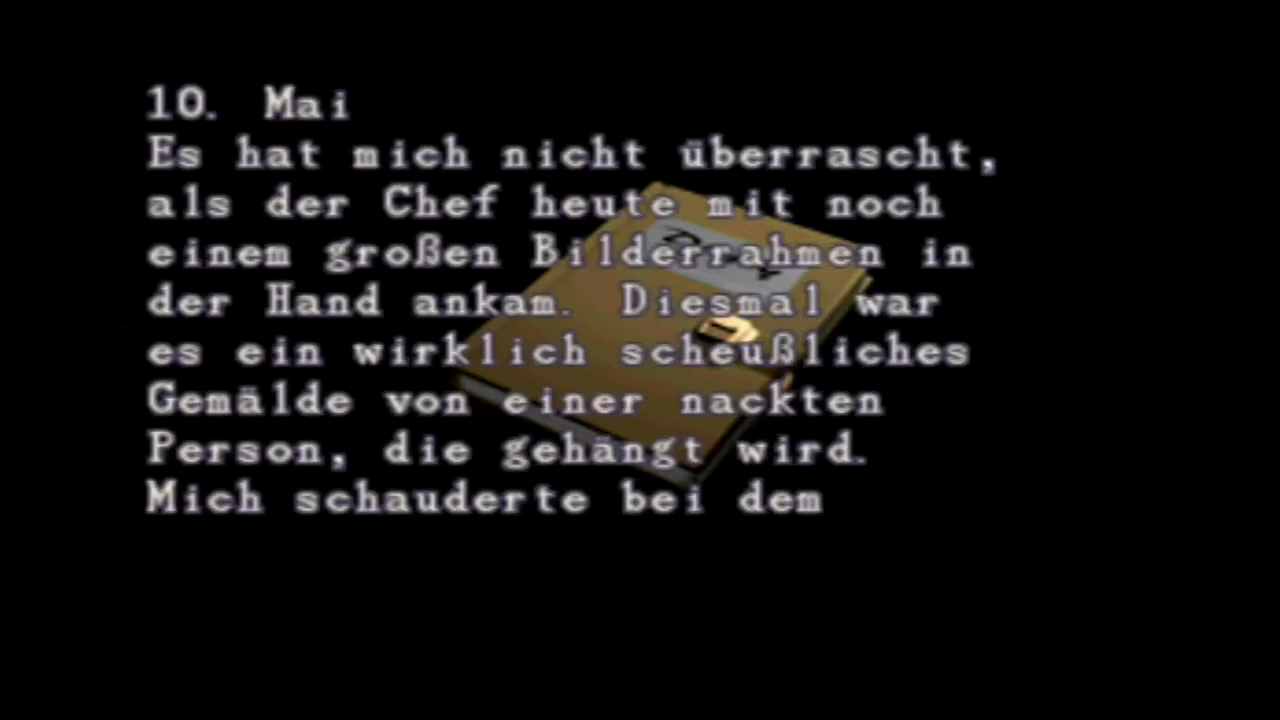 10. Mai
Es hat mich nicht überrascht,
als der Chef heute mit noch
einem großen Bilderrahmen in
der Hand ankam. Diesmal war
es ein wirklich scheußliches
Gemälde von einer nackten
Person, die gehängt wird.
Mich schauderte bei dem